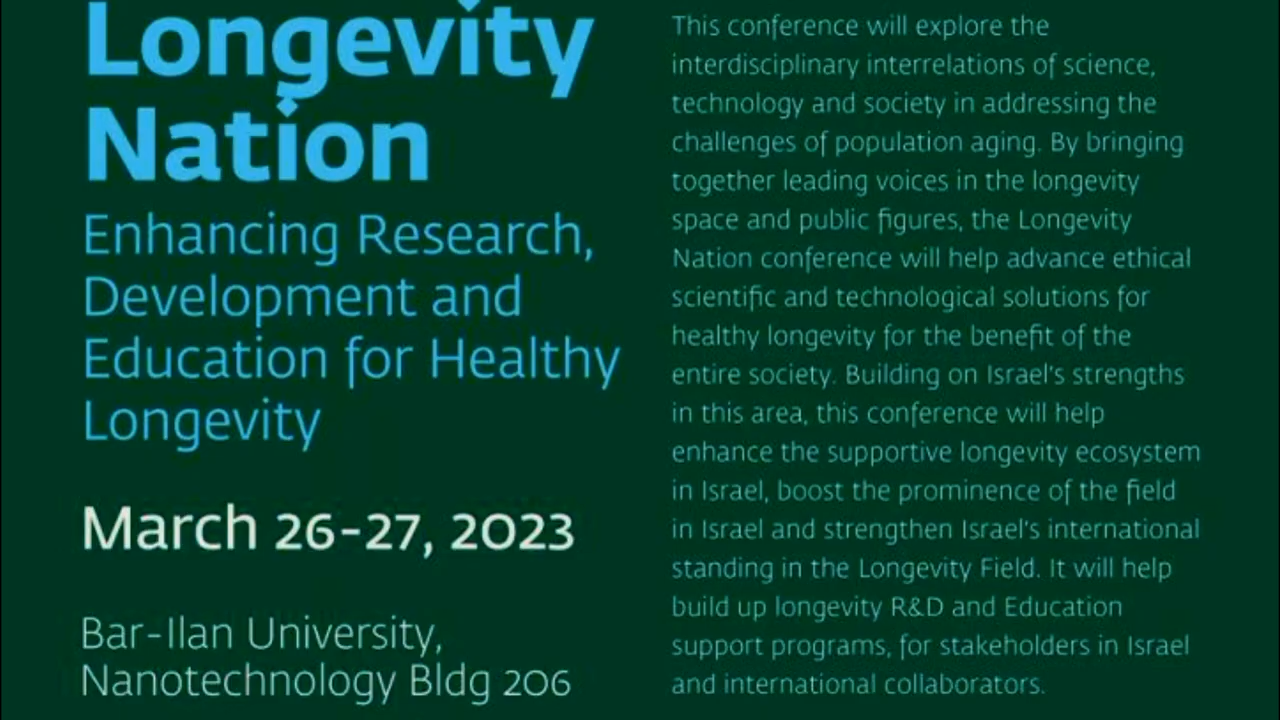 Longevity
Nation
Enhancing Research,
Development and
Education for Healthy
Longevity
March 26-27, 2023
Bar-Ilan University,
Nanotechnology Bldg 206
This conference will explore the
interdisciplinary interrelations of science,
technology and society in addressing the
challenges of population aging. By bringing
together leading voices in the longevity
space and public figures, the Longevity
Nation conference will help advance ethical
scientific and technological solutions for
healthy longevity for the benefit of the
entire society. Building on Israel's strengths
in this area, this conference will help
enhance the supportive longevity ecosystem
in Israel, boost the prominence of the field
in Israel and strengthen Israel's international
standing in the Longevity Field. It will help
build up longevity R&D and Education
support programs, for stakeholders in Israel
and international collaborators.